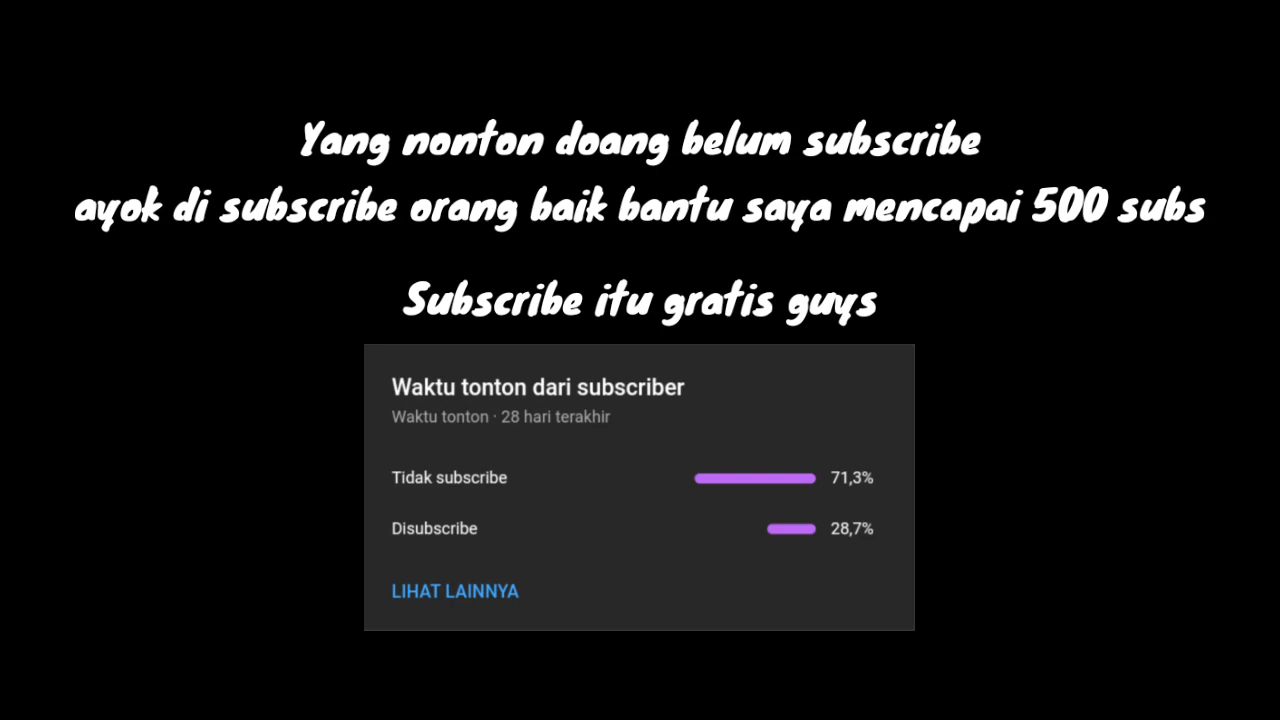 Yang nonton doang belum subscribe
ayok di subscribe orang baik bantu saya mencapai 500 subs
Subscribe itu gratis guys
Waktu tonton dari subscriber
Waktu tonton · 28 hari terakhir
Tidak subscribe 71,3%
Disubscribe 28,7%
LIHAT LAINNYA